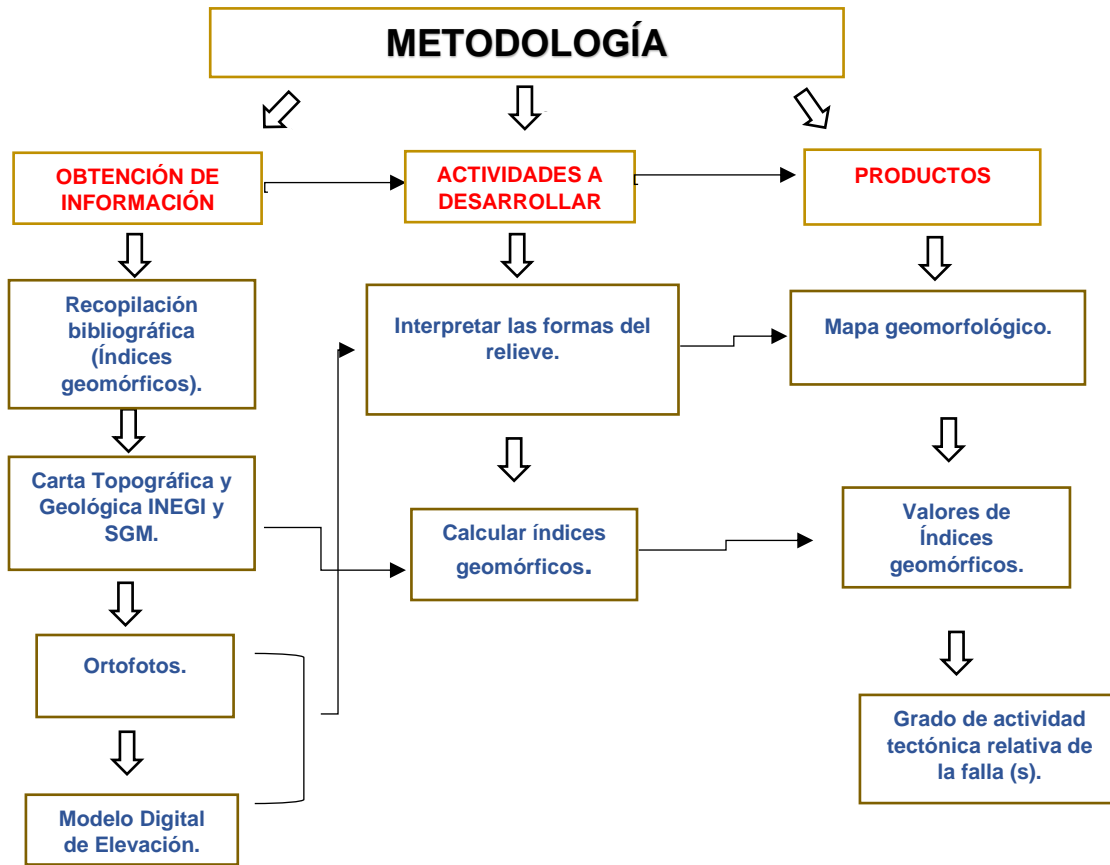 METODOLOGÍA
OBTENCIÓN DE
INFORMACIÓN
ACTIVIDADES A
DESARROLLAR
PRODUCTOS
Recopilación
bibliográfica
(Índices
geomórficos).
Interpretar las formas del
relieve.
Mapa geomorfológico.
Carta Topográfica y
Geológica INEGI y
SGM.
Calcular índices
geomórficos.
Valores de
Índices
geomórficos.
Ortofotos.
Grado de actividad
tectónica relativa de
la falla (s).
Modelo Digital
de Elevación.